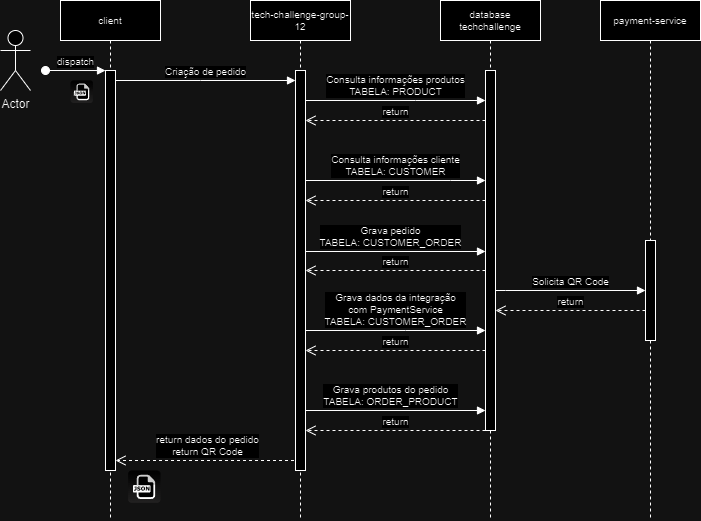 client
tech-challenge-group-
12
database
techchallenge
payment-service
Actor
dispatch
JSON
Criação de pedido
Consulta informações produtos
TABELA: PRODUCT
return
Consulta informações cliente
TABELA: CUSTOMER
return
Grava pedido
TABELA: CUSTOMER_ORDER
return
Solicita QR Code
return
Grava dados da integração
com PaymentService
TABELA: CUSTOMER_ORDER
return
Grava produtos do pedido
TABELA: ORDER_PRODUCT
return
return dados do pedido
return QR Code
JSON